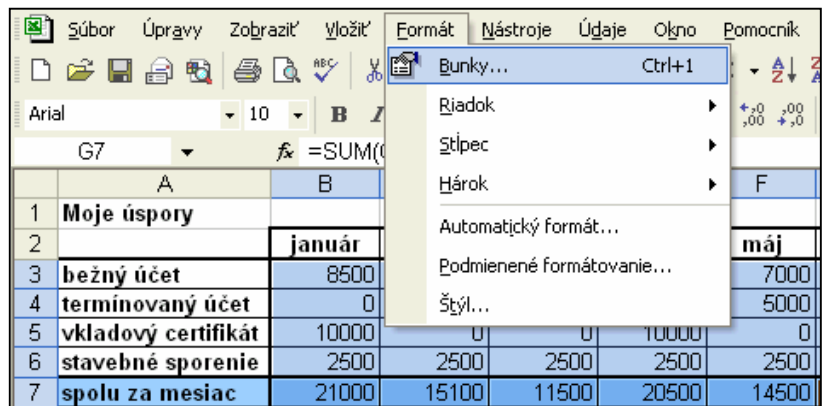 Súbor Úpravy Zobraziť Vložiť Formát Nástroje Údaje Okno Pomocník
Bunky... Ctrl+1
Arial 10 B I
Riadok
G7 fx =SUM(
Stĺpec
A B F
Hárok
1 Moje úspory
Automatický formát...
2 január máj
Podmienené formátovanie...
3 bežný účet 8500 7000
Štýl...
4 termínovaný účet 0 5000
5 vkladový certifikát 10000 0 0 10000 0
6 stavebné sporenie 2500 2500 2500 2500 2500
7 spolu za mesiac 21000 15100 11500 20500 14500